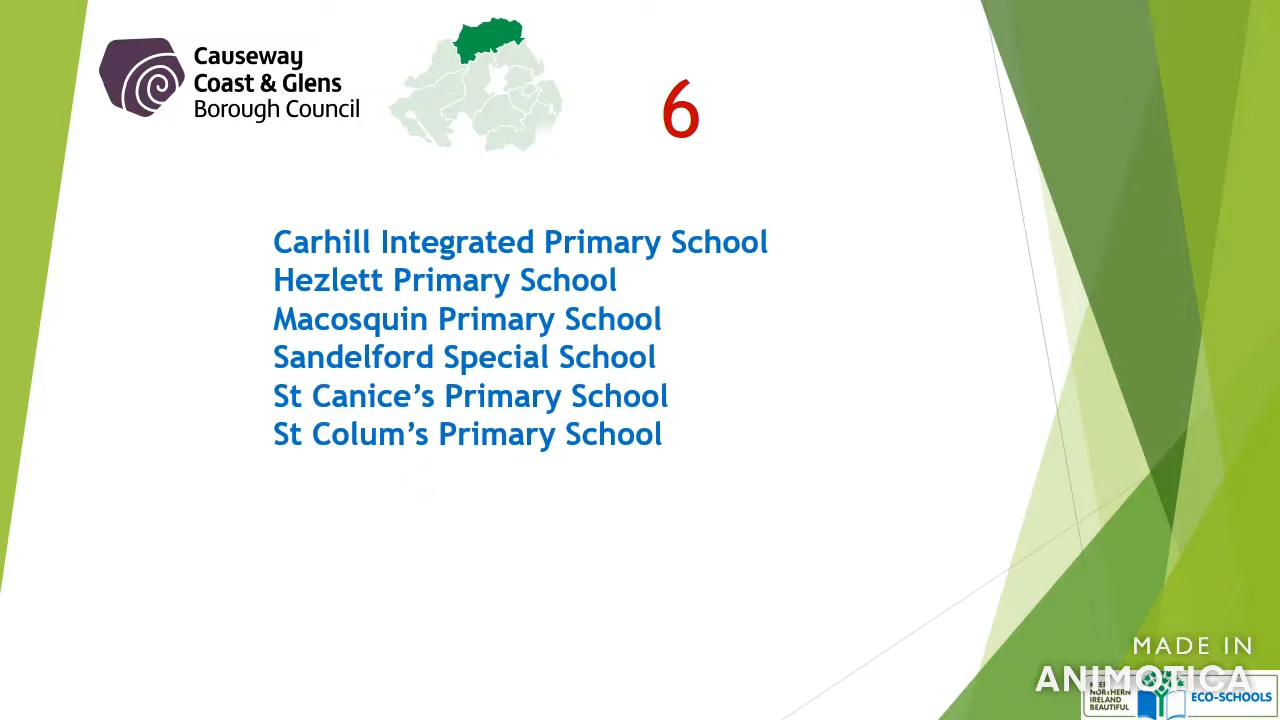 Causeway
Coast & Glens
Borough Council
6
Carhill Integrated Primary School
Hezlett Primary School
Macosquin Primary School
Sandelford Special School
St Canice’s Primary School
St Colum’s Primary School
MADE IN
ANIMOTICA
KEEP
NORTHERN
IRELAND
BEAUTIFUL
ECO-SCHOOLS